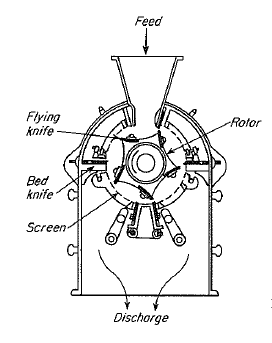 Feed
Flying
knife
Rotor
Bed
knife
Screen
Discharge